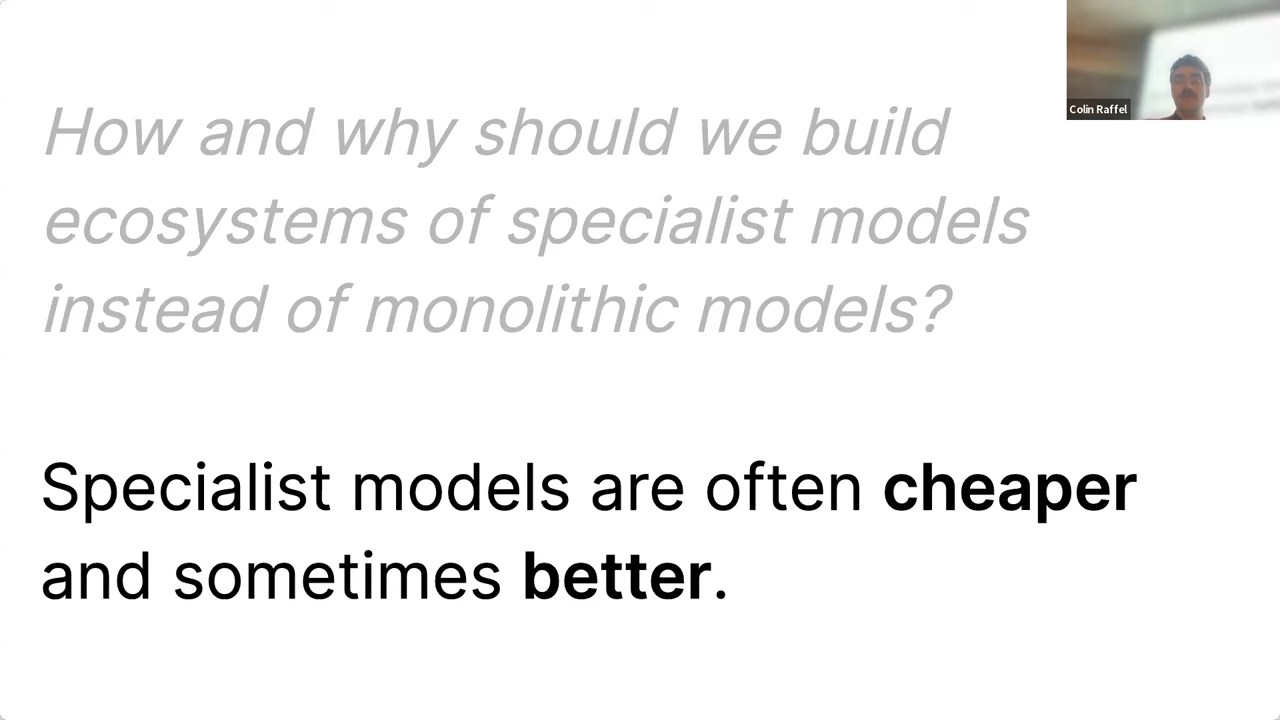 How and why should we build
ecosystems of specialist models
instead of monolithic models?
Specialist models are often cheaper
and sometimes better.
Colin Raffel